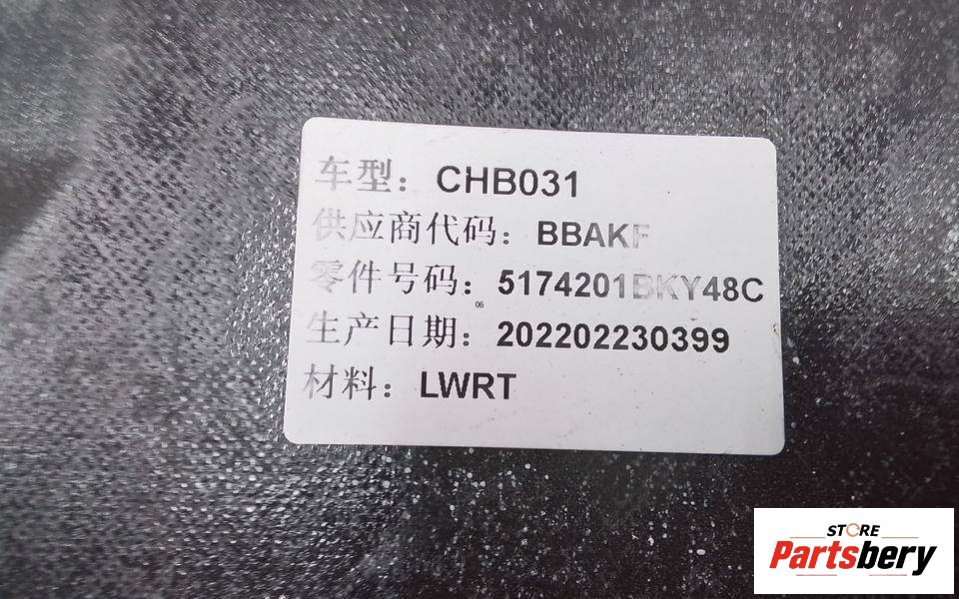 车型：CHB031
供应商代码：BBAKF
零件号码：5174201BKY48C
06
生产日期：202202230399
材料：LWRT
STORE
Partsbery